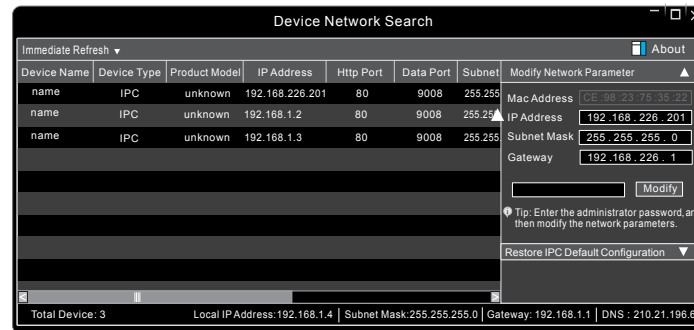 Device Network Search
Immediate Refresh ▼
About
Device Name Device Type Product Model IP Address Http Port Data Port Subnet
name IPC unknown 192.168.226.201 80 9008 255.255
name IPC unknown 192.168.1.2 80 9008 255.25
name IPC unknown 192.168.1.3 80 9008 255.255.
Modify Network Parameter ▲
Mac Address CE :98 :23 :75 :35 :22
IP Address 192 .168 . 226 . 201
Subnet Mask 255 . 255 . 255 . 0
Gateway 192 .168 . 226 . 1
Modify
Tip: Enter the administrator password, an
then modify the network parameters.
Restore IPC Default Configuration ▼
Total Device: 3 Local IP Address:192.168.1.4 Subnet Mask:255.255.255.0 Gateway: 192.168.1.1 DNS : 210.21.196.6